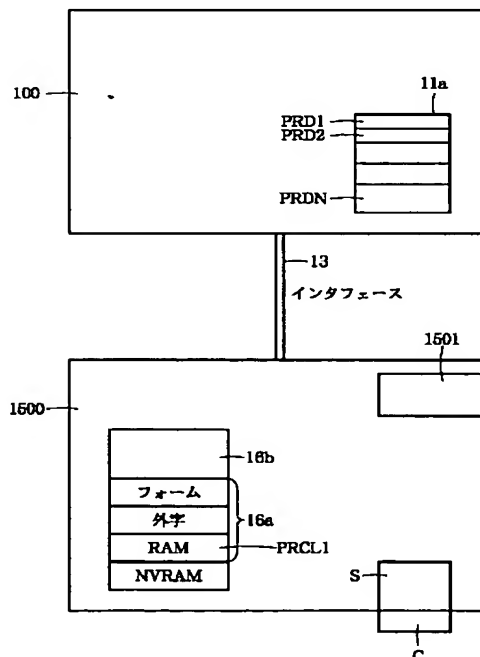 100
11a
PRD1
PRD2
PRDN
13
インタフェース
1501
1500
16b
フォーム
外字
16a
RAM
PRCL1
NVRAM
S
C